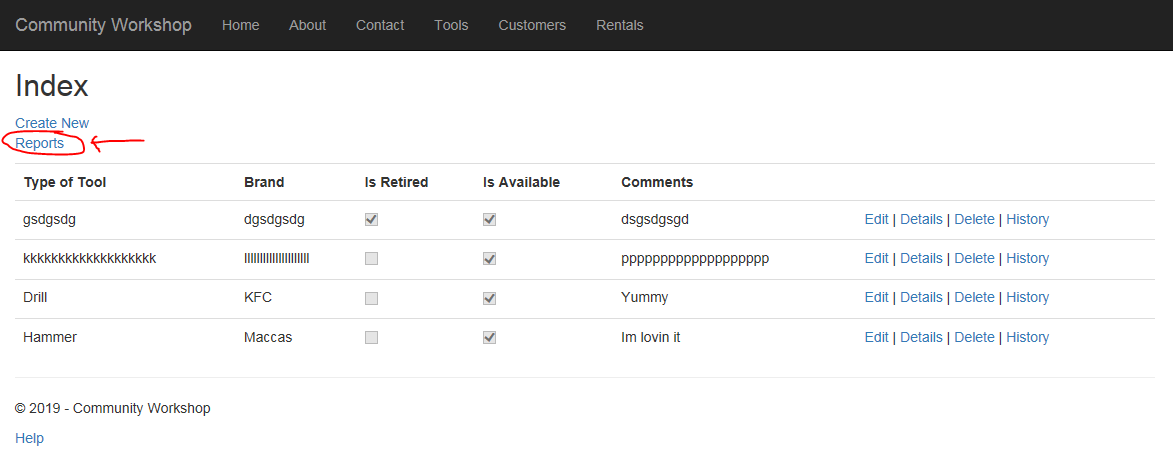 Community Workshop Home About Contact Tools Customers Rentals
Index
Create New
Reports
Type of Tool Brand Is Retired Is Available Comments
gsdgsdg dgsdgsdg dsgsdgsgd Edit | Details | Delete | History
kkkkkkkkkkkkkkkkkkk llllllllllllllllllll ppppppppppppppppppp Edit | Details | Delete | History
Drill KFC Yummy Edit | Details | Delete | History
Hammer Maccas Im lovin it Edit | Details | Delete | History
© 2019 - Community Workshop
Help